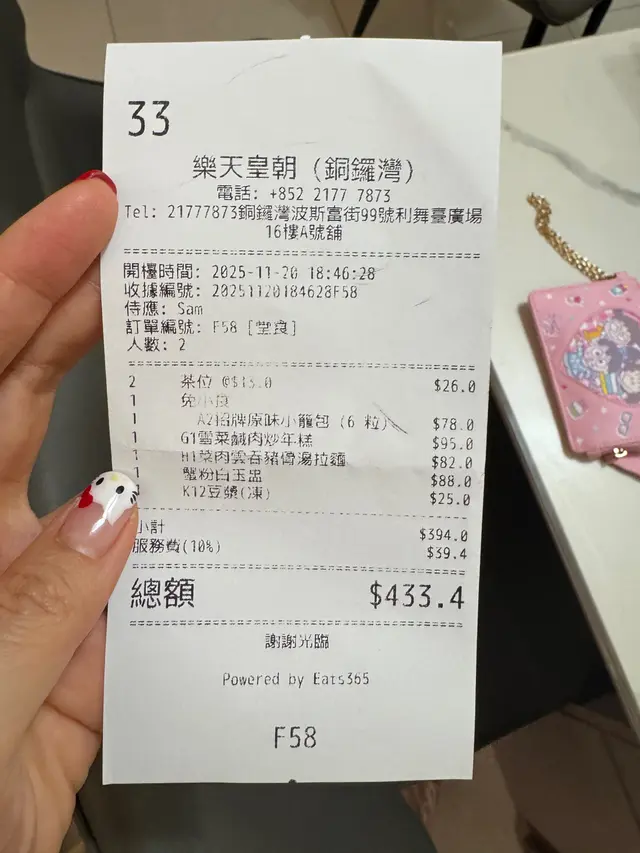 33
樂天皇朝 (銅鑼灣)
電話: +852 2177 7873
Tel: 21777873銅鑼灣波斯富街99號利舞臺廣場
16樓A號舖
開檯時間: 2025-11-20 18:46:28
收據編號: 20251120184628F58
侍應: Sam
訂單編號: F58 [堂食]
人數: 2
2 茶位 @$13.0 $26.0
1 免小食
1 A2招牌原味小籠包 (6 粒) $78.0
1 G1雪菜鹹肉炒年糕 $95.0
1 H1菜肉雲吞豬骨湯拉麵 $82.0
蟹粉白玉盅 $88.0
K12豆漿(凍) $25.0
小計 $394.0
服務費(10%) $39.4
總額 $433.4
謝謝光臨
Powered by Eats365
F58